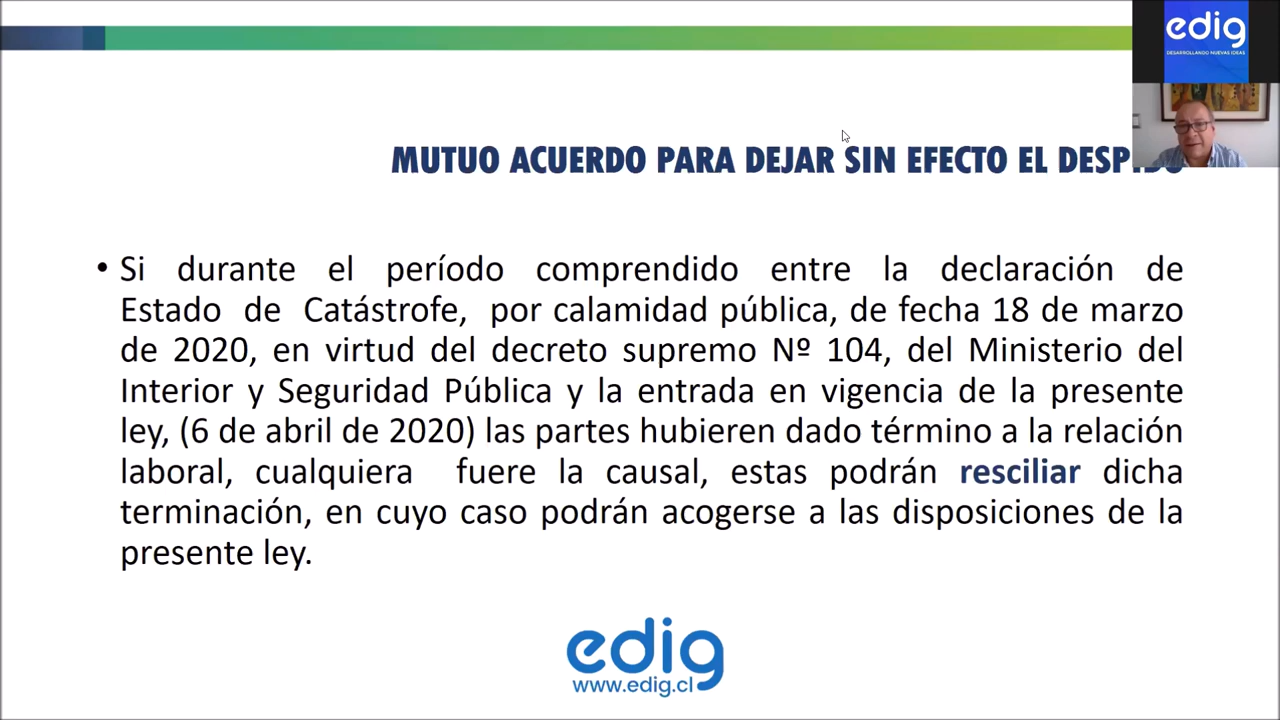 edig
DESARROLLANDO NUEVAS IDEAS
MUTUO ACUERDO PARA DEJAR SIN EFECTO EL
• Si durante el período comprendido entre la declaración de
Estado de Catástrofe, por calamidad pública, de fecha 18 de marzo
de 2020, en virtud del decreto supremo Nº 104, del Ministerio del
Interior y Seguridad Pública y la entrada en vigencia de la presente
ley, (6 de abril de 2020) las partes hubieren dado término a la relación
laboral, cualquiera fuere la causal, estas podrán resciliar dicha
terminación, en cuyo caso podrán acogerse a las disposiciones de la
presente ley.
edig
www.edig.cl